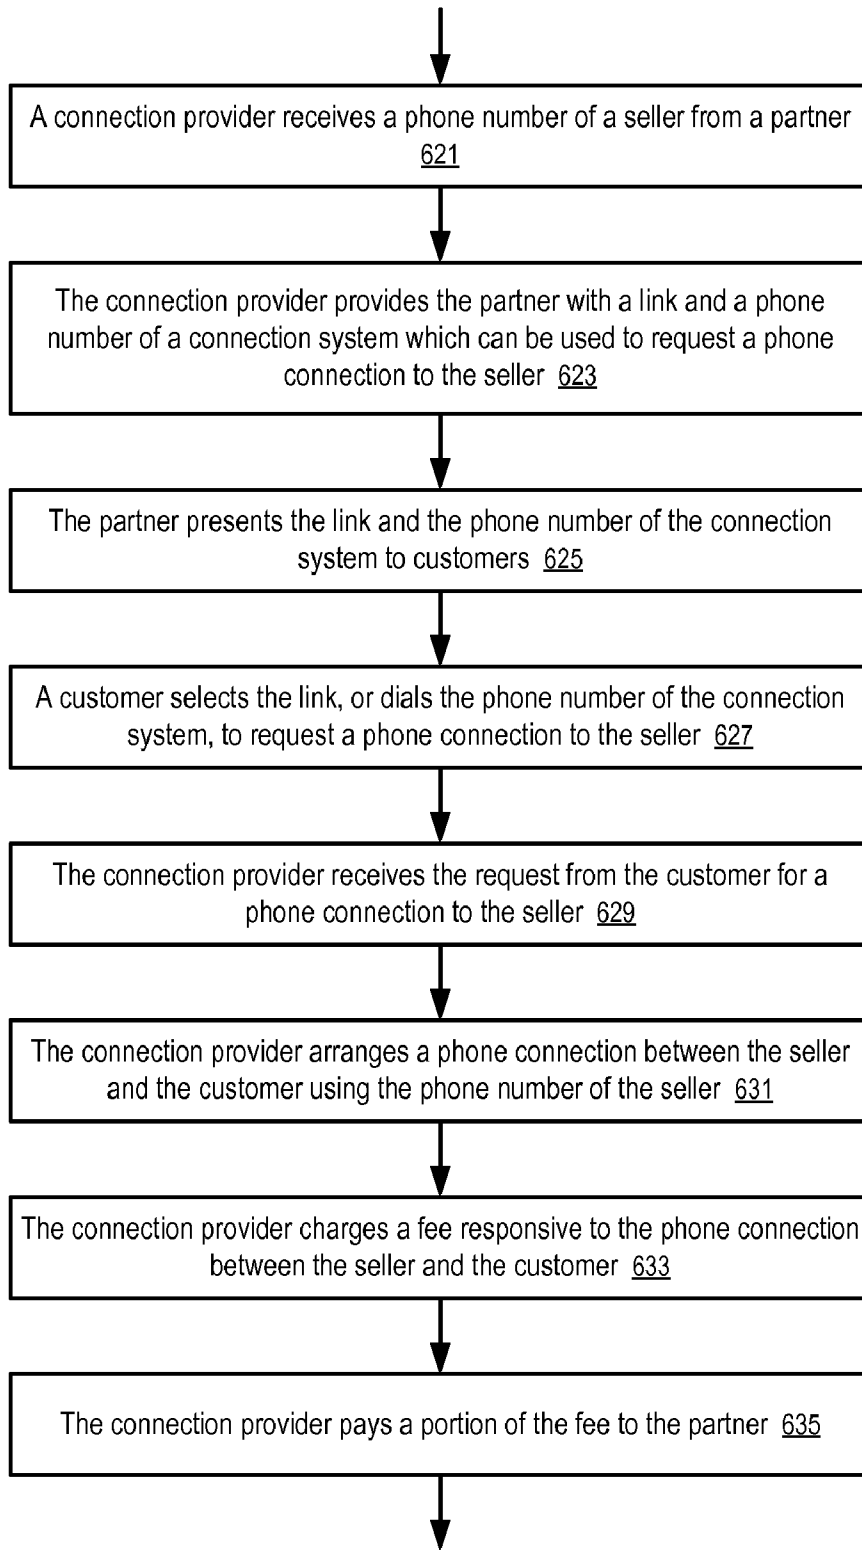 A connection provider receives a phone number of a seller from a partner
621
The connection provider provides the partner with a link and a phone
number of a connection system which can be used to request a phone
connection to the seller 623
The partner presents the link and the phone number of the connection
system to customers 625
A customer selects the link, or dials the phone number of the connection
system, to request a phone connection to the seller 627
The connection provider receives the request from the customer for a
phone connection to the seller 629
The connection provider arranges a phone connection between the seller
and the customer using the phone number of the seller 631
The connection provider charges a fee responsive to the phone connection
between the seller and the customer 633
The connection provider pays a portion of the fee to the partner 635